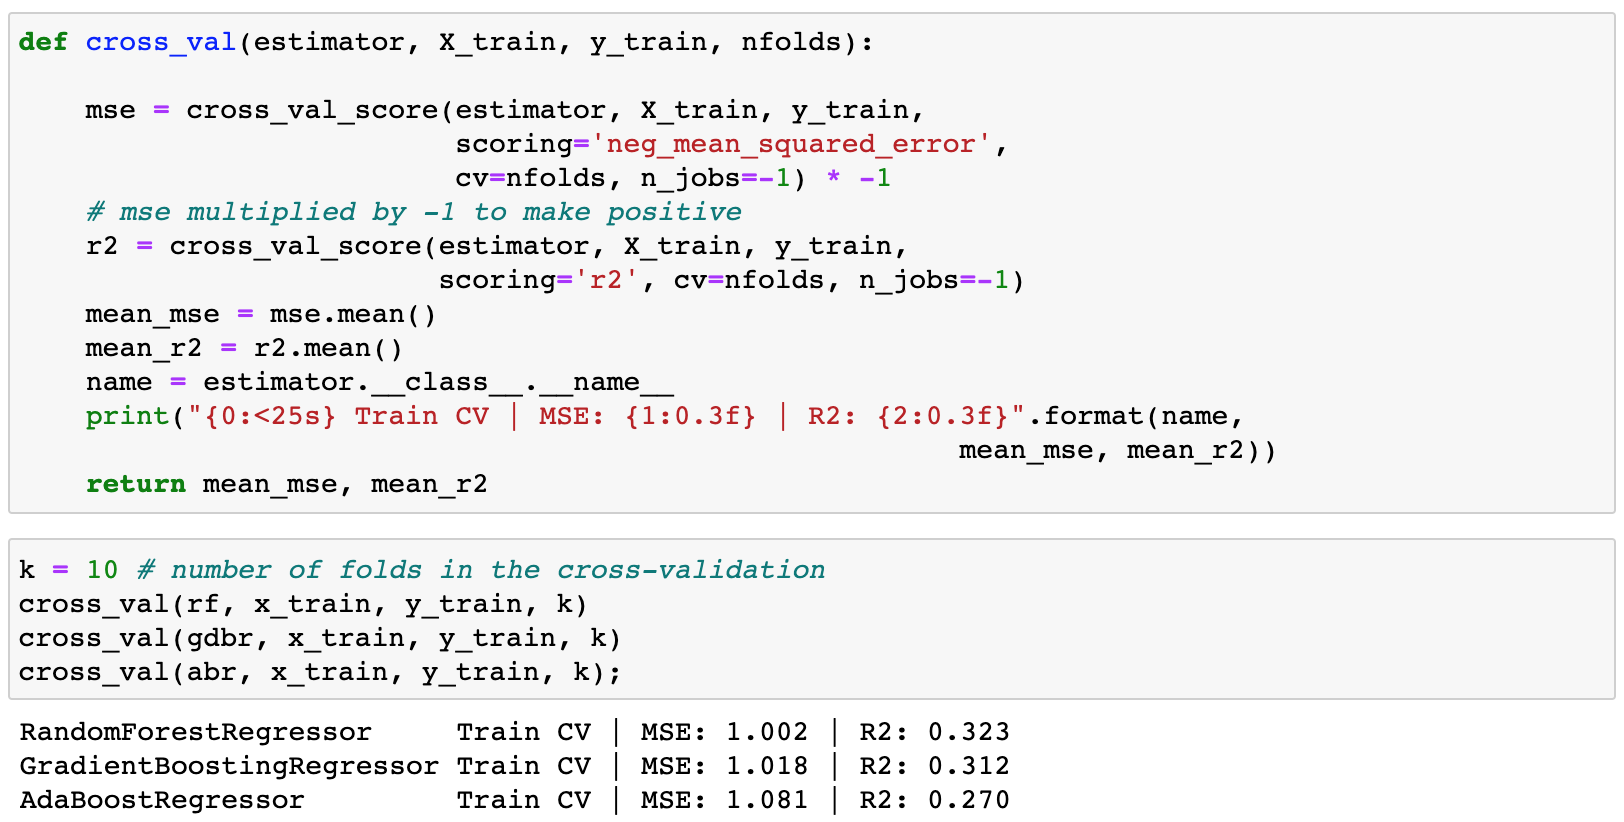 def cross_val(estimator, X_train, y_train, nfolds):
    mse = cross_val_score(estimator, X_train, y_train,
                          scoring='neg_mean_squared_error',
                          cv=nfolds, n_jobs=-1) * -1
    # mse multiplied by -1 to make positive
    r2 = cross_val_score(estimator, X_train, y_train,
                         scoring='r2', cv=nfolds, n_jobs=-1)
    mean_mse = mse.mean()
    mean_r2 = r2.mean()
    name = estimator.__class__.__name__
    print("{0:<25s} Train CV | MSE: {1:0.3f} | R2: {2:0.3f}".format(name,
                                                        mean_mse, mean_r2))
    return mean_mse, mean_r2
k = 10 # number of folds in the cross-validation
cross_val(rf, x_train, y_train, k)
cross_val(gdbr, x_train, y_train, k)
cross_val(abr, x_train, y_train, k);
RandomForestRegressor     Train CV | MSE: 1.002 | R2: 0.323
GradientBoostingRegressor Train CV | MSE: 1.018 | R2: 0.312
AdaBoostRegressor         Train CV | MSE: 1.081 | R2: 0.270